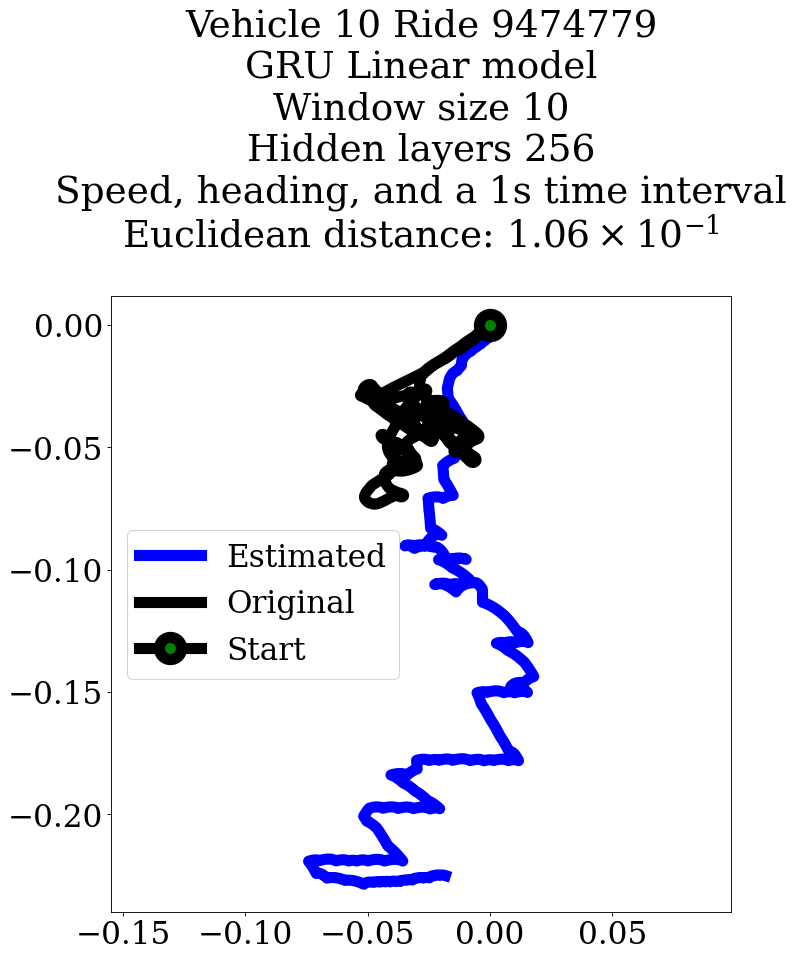 Vehicle 10 Ride 9474779
GRU Linear model
Window size 10
Hidden layers 256
Speed, heading, and a 1s time interval
Euclidean distance: 1.06 × 10⁻¹
0.00
−0.05
−0.10
−0.15
−0.20
Estimated
Original
Start
−0.15 −0.10 −0.05 0.00 0.05